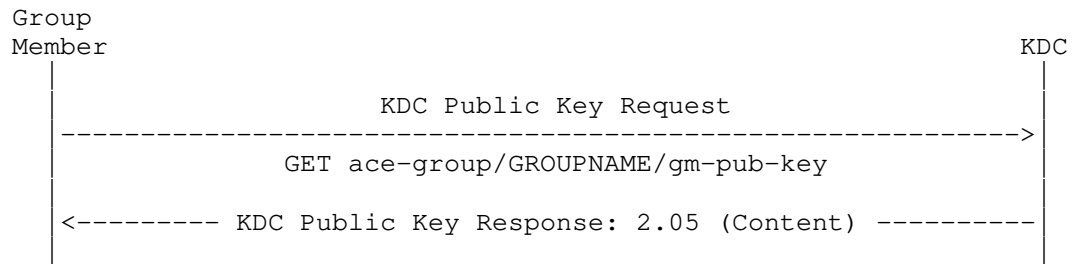 Group
Member KDC
KDC Public Key Request
GET ace-group/GROUPNAME/gm-pub-key
KDC Public Key Response: 2.05 (Content)